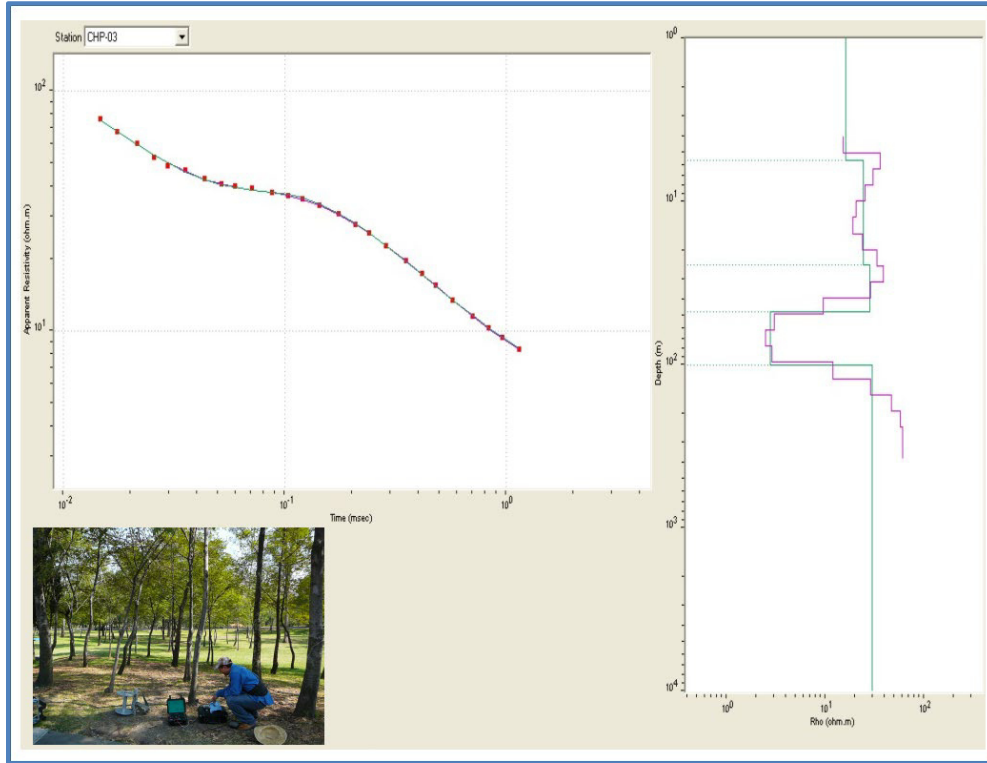 Station CHP-03
10²
10¹
Apparent Resistivity (ohm.m)
10⁻² 10⁻¹ 10⁰
Time (msec)
10⁰
10¹
10²
10³
10⁴
Depth (m)
10⁰ 10¹ 10²
Rho (ohm.m)